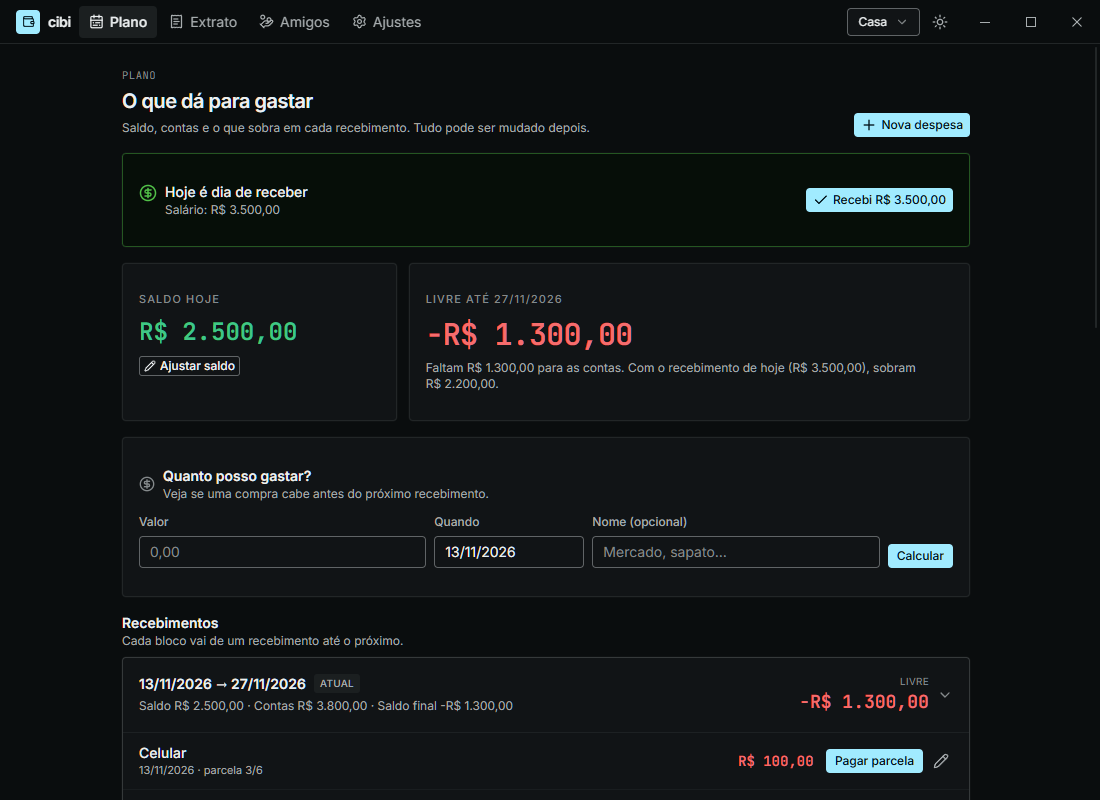 cibi
Plano
Extrato
Amigos
Ajustes
Casa
PLANO
O que dá para gastar
Saldo, contas e o que sobra em cada recebimento. Tudo pode ser mudado depois.
Nova despesa
Hoje é dia de receber
Salário: R$ 3.500,00
Recebi R$ 3.500,00
SALDO HOJE
R$ 2.500,00
Ajustar saldo
LIVRE ATÉ 27/11/2026
-R$ 1.300,00
Faltam R$ 1.300,00 para as contas. Com o recebimento de hoje (R$ 3.500,00), sobram
R$ 2.200,00.
Quanto posso gastar?
Veja se uma compra cabe antes do próximo recebimento.
Valor
Quando
Nome (opcional)
0,00
13/11/2026
Mercado, sapato...
Calcular
Recebimentos
Cada bloco vai de um recebimento até o próximo.
13/11/2026 → 27/11/2026 ATUAL
Saldo R$ 2.500,00 · Contas R$ 3.800,00 · Saldo final -R$ 1.300,00
LIVRE
-R$ 1.300,00
Celular
13/11/2026 · parcela 3/6
R$ 100,00
Pagar parcela